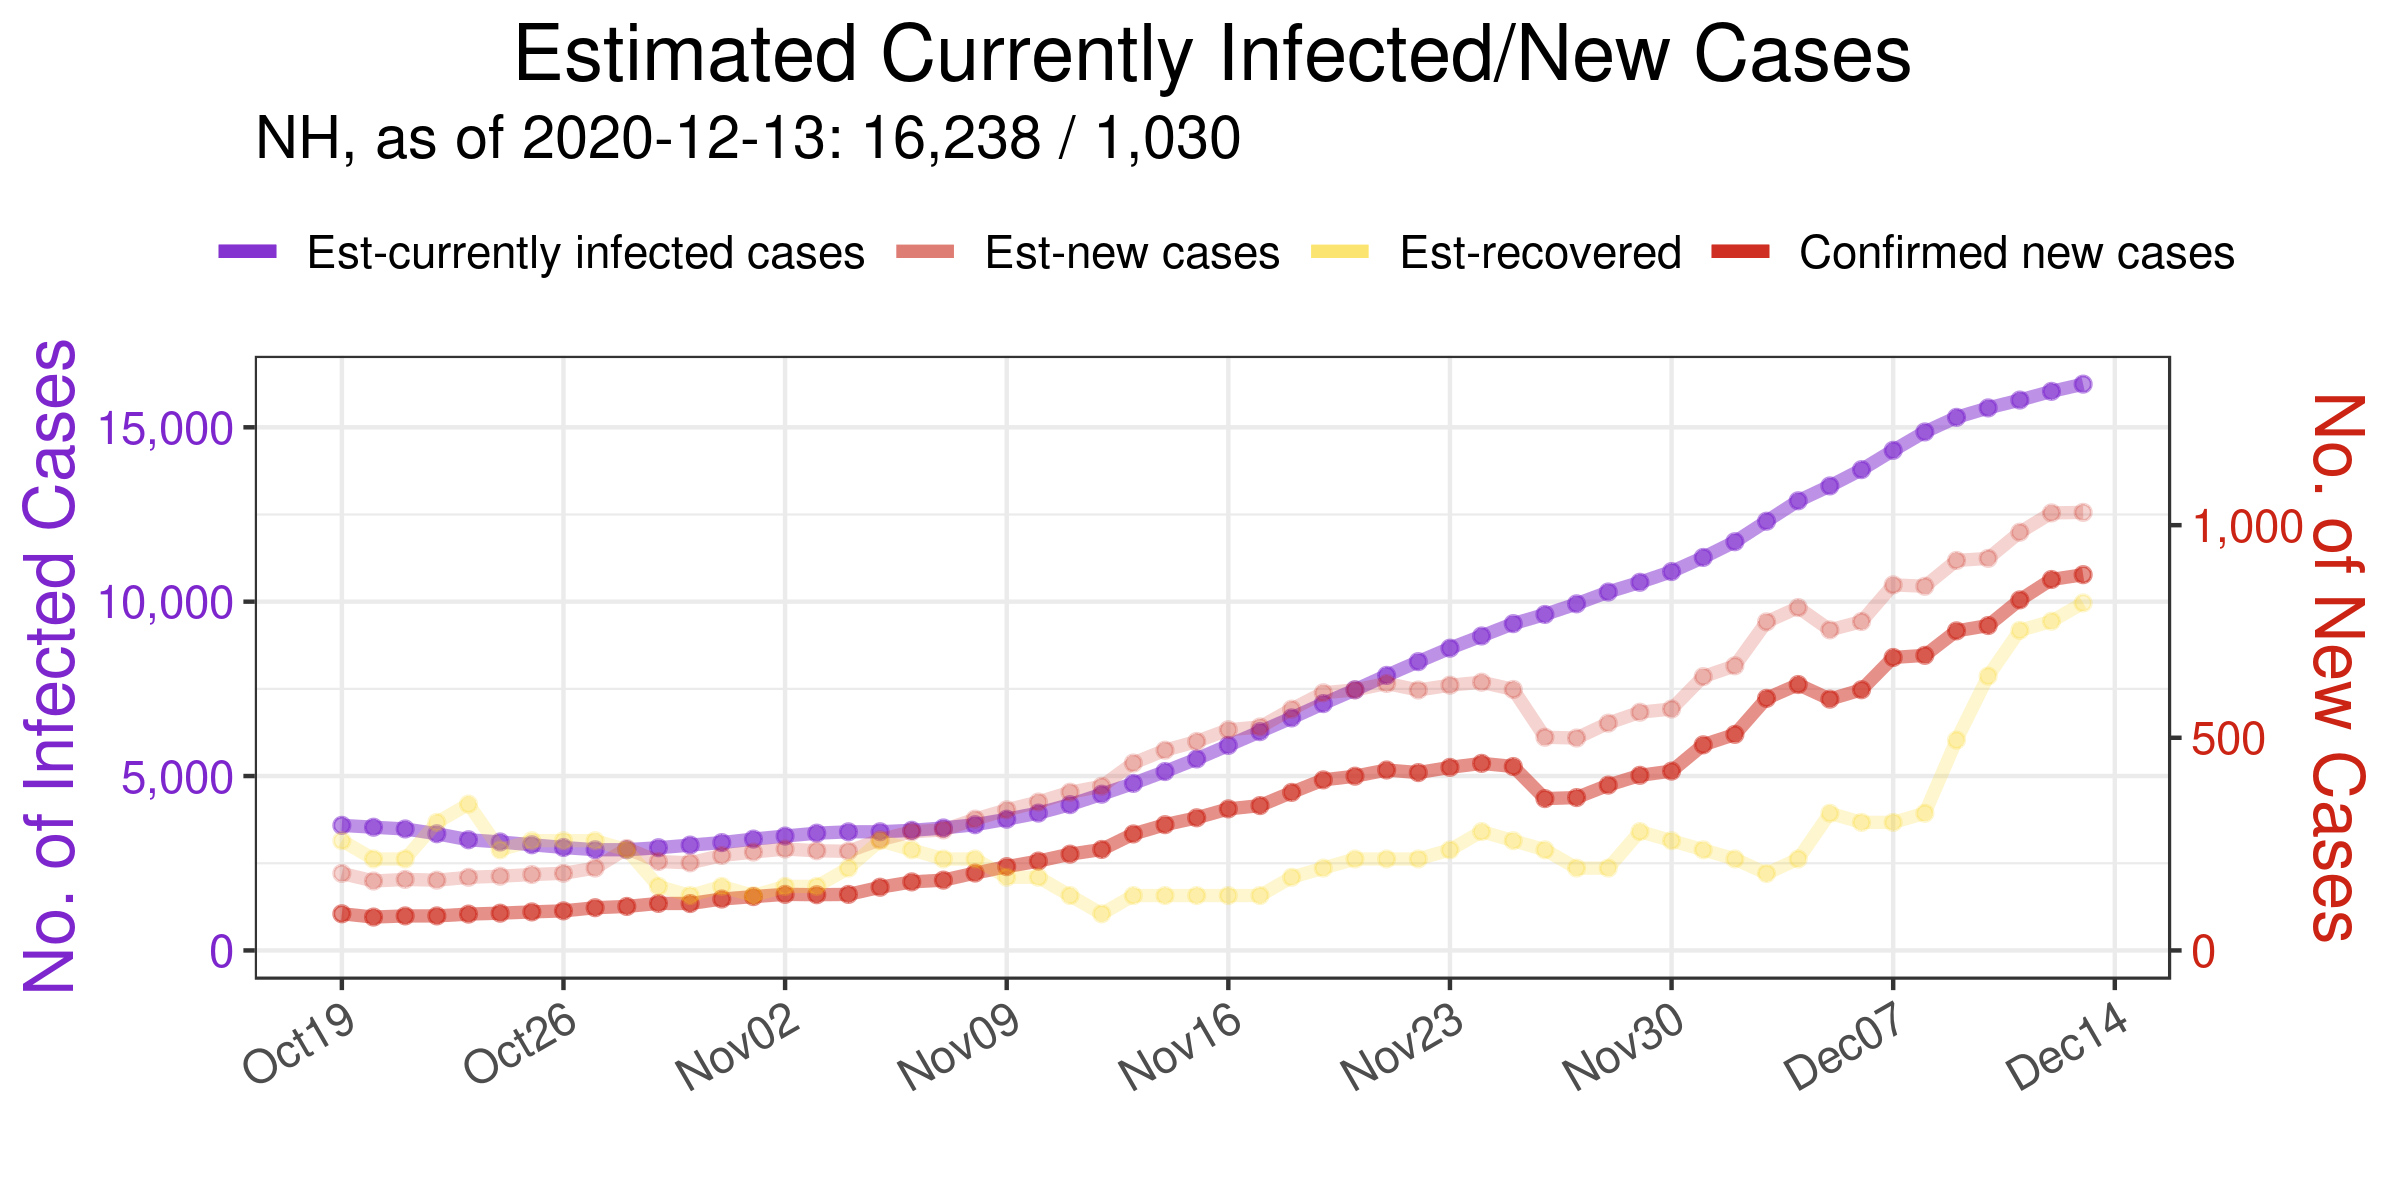 Estimated Currently Infected/New Cases
NH, as of 2020-12-13: 16,238 / 1,030
Est-currently infected cases
Est-new cases
Est-recovered
Confirmed new cases
No. of Infected Cases
15,000
10,000
5,000
0
1,000
500
0
No. of New Cases
Oct19
Oct26
Nov02
Nov09
Nov16
Nov23
Nov30
Dec07
Dec14